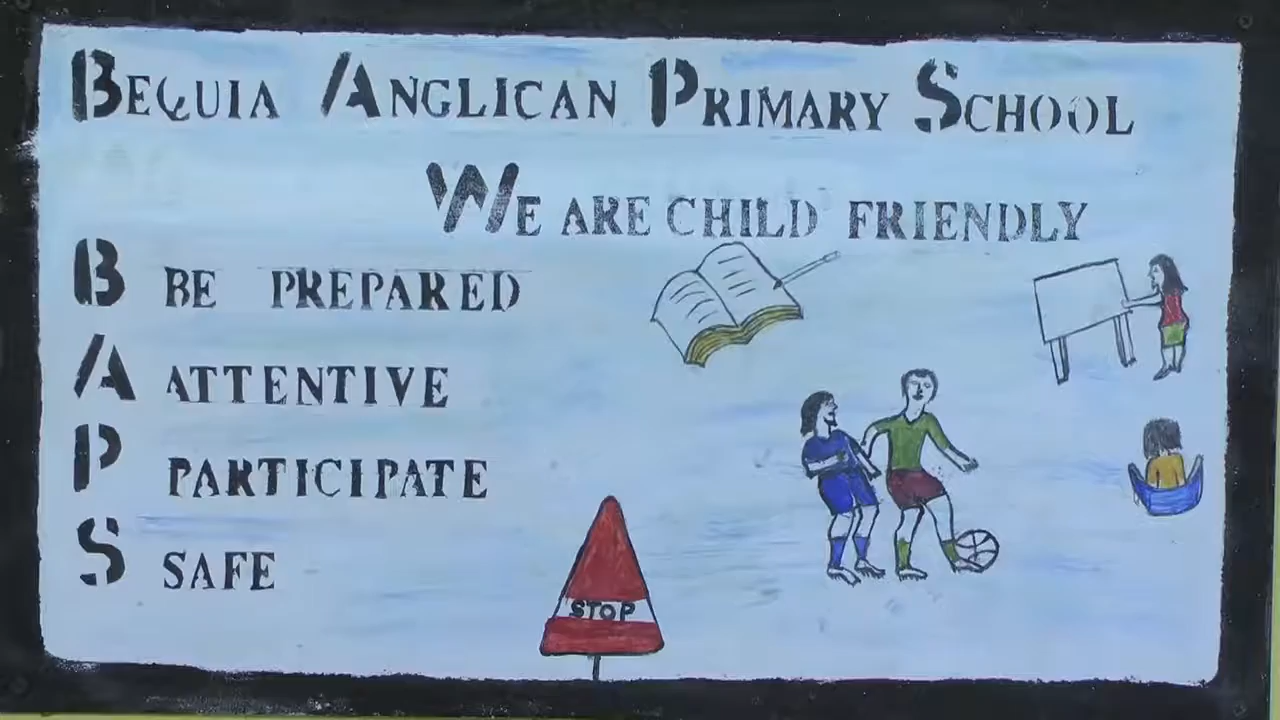 BEQUIA ANGLICAN PRIMARY SCHOOL
WE ARE CHILD FRIENDLY
B BE PREPARED
A ATTENTIVE
P PARTICIPATE
S SAFE
STOP